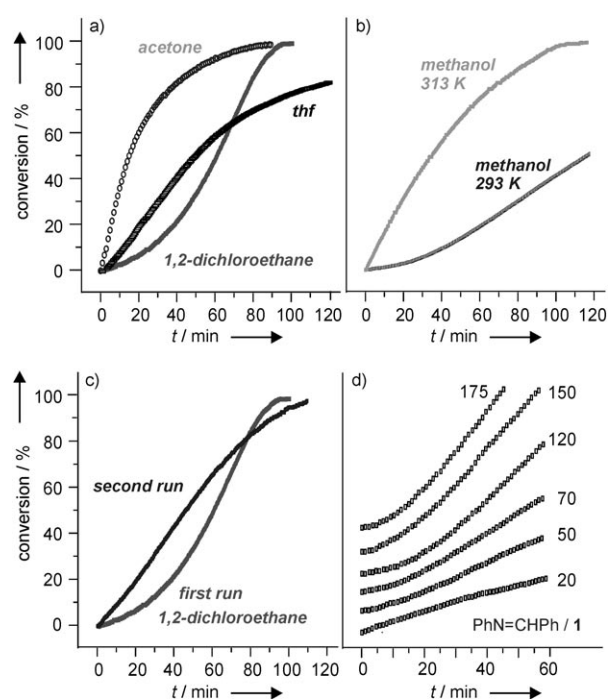 a)
acetone
thf
1,2-dichloroethane
conversion / %
100
80
60
40
20
0
0 20 40 60 80 100 120
t / min
b)
methanol
313 K
methanol
293 K
0 20 40 60 80 100 120
t / min
c)
second run
first run
1,2-dichloroethane
conversion / %
100
80
60
40
20
0
0 20 40 60 80 100 120
t / min
d)
175
150
120
70
50
20
PhN=CHPh / 1
0 20 40 60
t / min